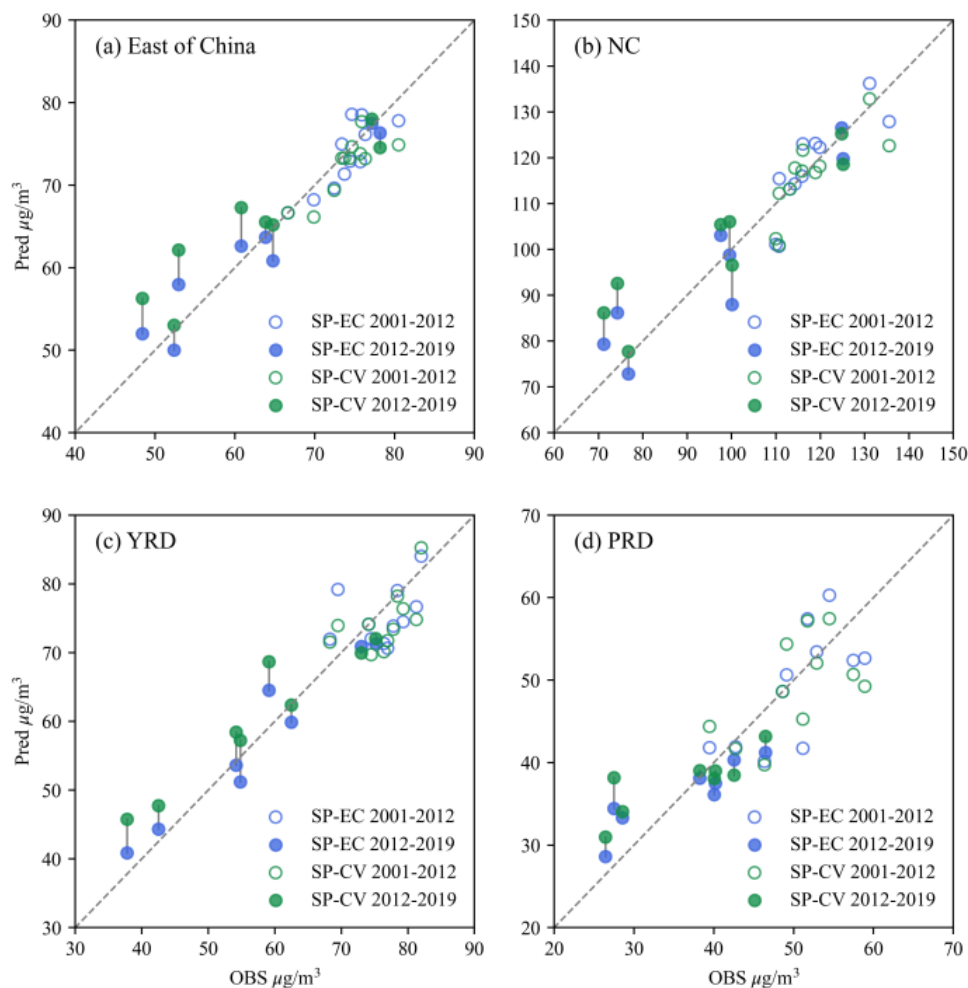 (a) East of China
Pred μg/m³
90
80
70
60
50
40
40 50 60 70 80 90
SP-EC 2001-2012
SP-EC 2012-2019
SP-CV 2001-2012
SP-CV 2012-2019
(b) NC
150
140
130
120
110
100
90
80
70
60
60 70 80 90 100 110 120 130 140 150
SP-EC 2001-2012
SP-EC 2012-2019
SP-CV 2001-2012
SP-CV 2012-2019
(c) YRD
Pred μg/m³
90
80
70
60
50
40
30
30 40 50 60 70 80 90
OBS μg/m³
SP-EC 2001-2012
SP-EC 2012-2019
SP-CV 2001-2012
SP-CV 2012-2019
(d) PRD
70
60
50
40
30
20
20 30 40 50 60 70
OBS μg/m³
SP-EC 2001-2012
SP-EC 2012-2019
SP-CV 2001-2012
SP-CV 2012-2019